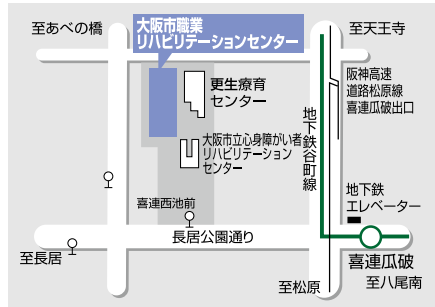 至あべの橋
大阪市職業
リハビリテーションセンター
至天王寺
更生療育
センター
阪神高速
道路松原線
喜連瓜破出口
地下鉄谷町線
大阪市立心身障がい者
リハビリテーション
センター
地下鉄
エレベーター
喜連西池前
長居公園通り
至長居
喜連瓜破
至八尾南
至松原